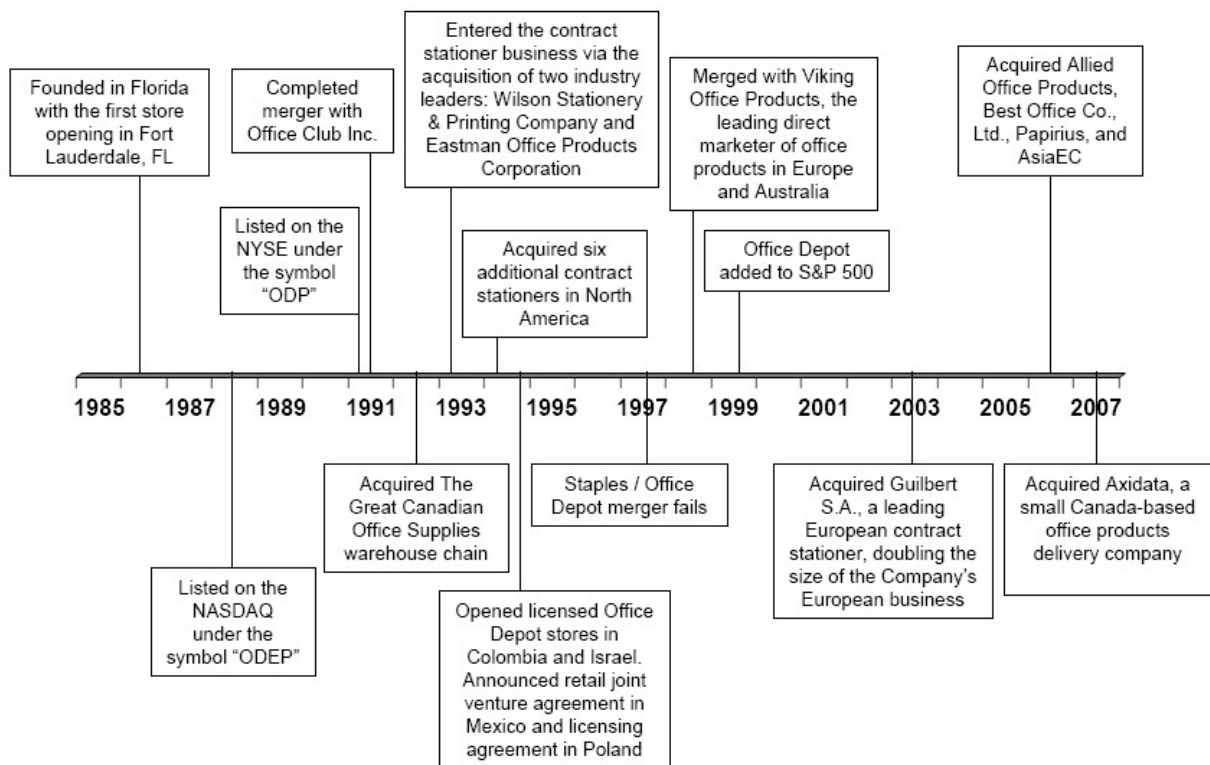 Founded in Florida
with the first store
opening in Fort
Lauderdale, FL
Completed
merger with
Office Club Inc.
Listed on the
NYSE under
the symbol
“ODP”
Entered the contract
stationer business via the
acquisition of two industry
leaders: Wilson Stationery
& Printing Company and
Eastman Office Products
Corporation
Acquired six
additional contract
stationers in North
America
Merged with Viking
Office Products, the
leading direct
marketer of office
products in Europe
and Australia
Office Depot
added to S&P 500
Acquired Allied
Office Products,
Best Office Co.,
Ltd., Papirius, and
AsiaEC
1985 1987 1989 1991 1993 1995 1997 1999 2001 2003 2005 2007
Listed on the
NASDAQ
under the
symbol “ODEP”
Acquired The
Great Canadian
Office Supplies
warehouse chain
Opened licensed Office
Depot stores in
Colombia and Israel.
Announced retail joint
venture agreement in
Mexico and licensing
agreement in Poland
Staples / Office
Depot merger fails
Acquired Guilbert
S.A., a leading
European contract
stationer, doubling the
size of the Company’s
European business
Acquired Axidata, a
small Canada-based
office products
delivery company